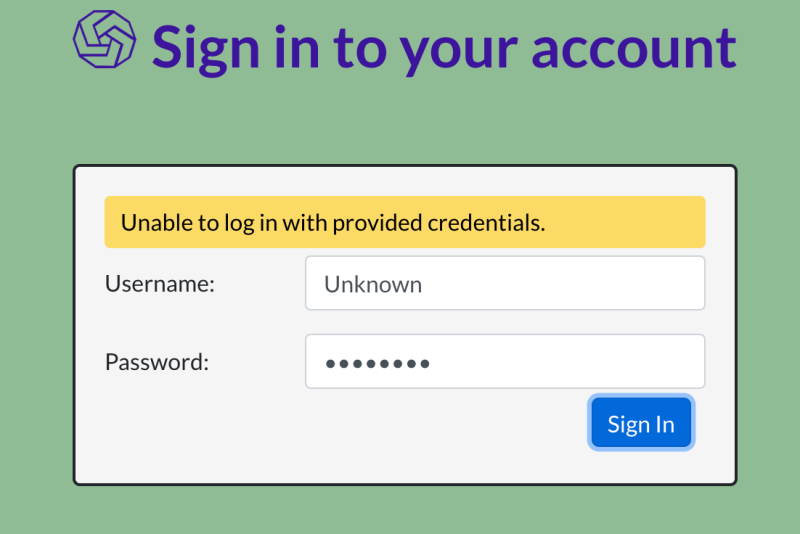 Sign in to your account
Unable to log in with provided credentials.
Username: Unknown
Password: ••••••••
Sign In